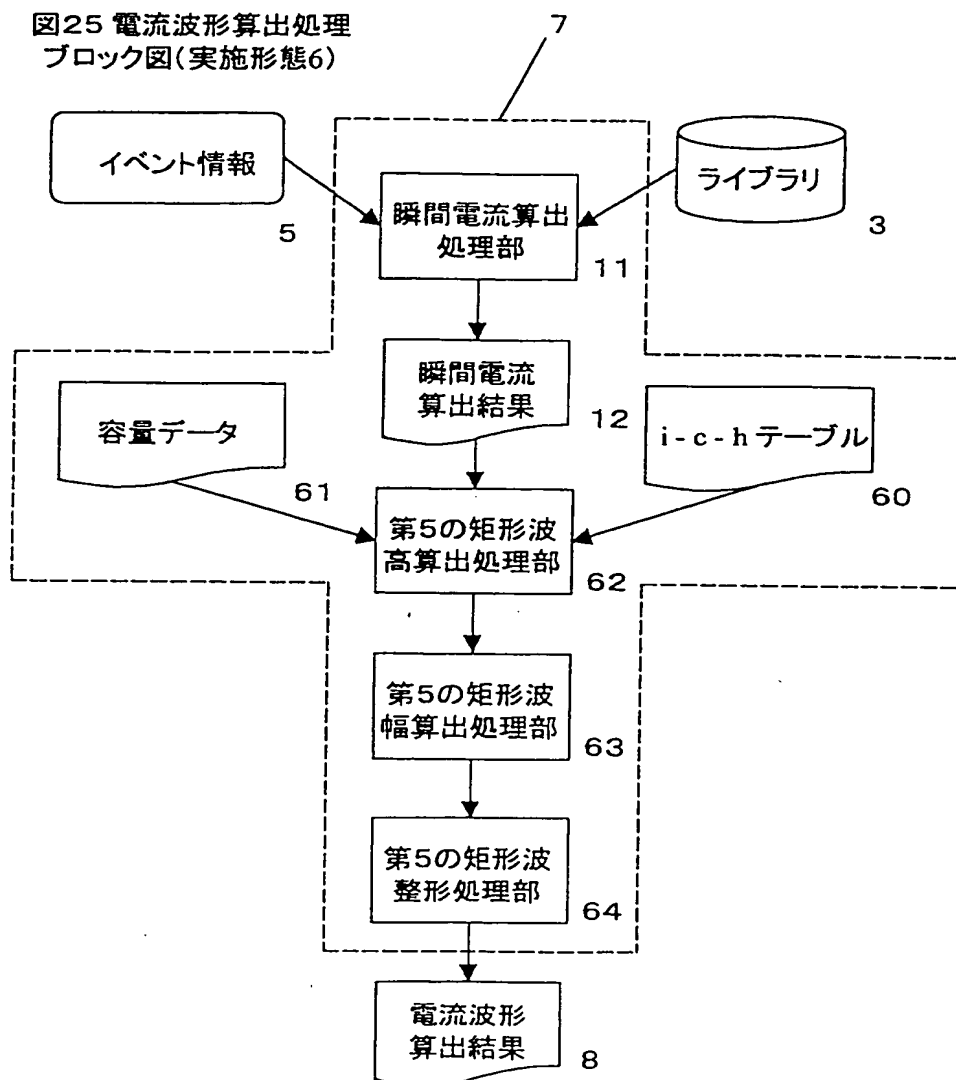 図25 電流波形算出処理
ブロック図(実施形態6)
7
イベント情報
5
ライブラリ
3
瞬間電流算出
処理部
11
瞬間電流
算出結果
12
容量データ
61
i-c-hテーブル
60
第5の矩形波
高算出処理部
62
第5の矩形波
幅算出処理部
63
第5の矩形波
整形処理部
64
電流波形
算出結果
8